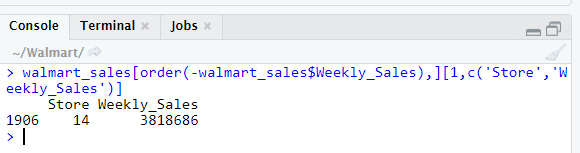 Console Terminal × Jobs ×
~/Walmart/
> walmart_sales[order(-walmart_sales$Weekly_Sales),][1,c('Store','W
eekly_Sales')]
Store Weekly_Sales
1906 14 3818686
>